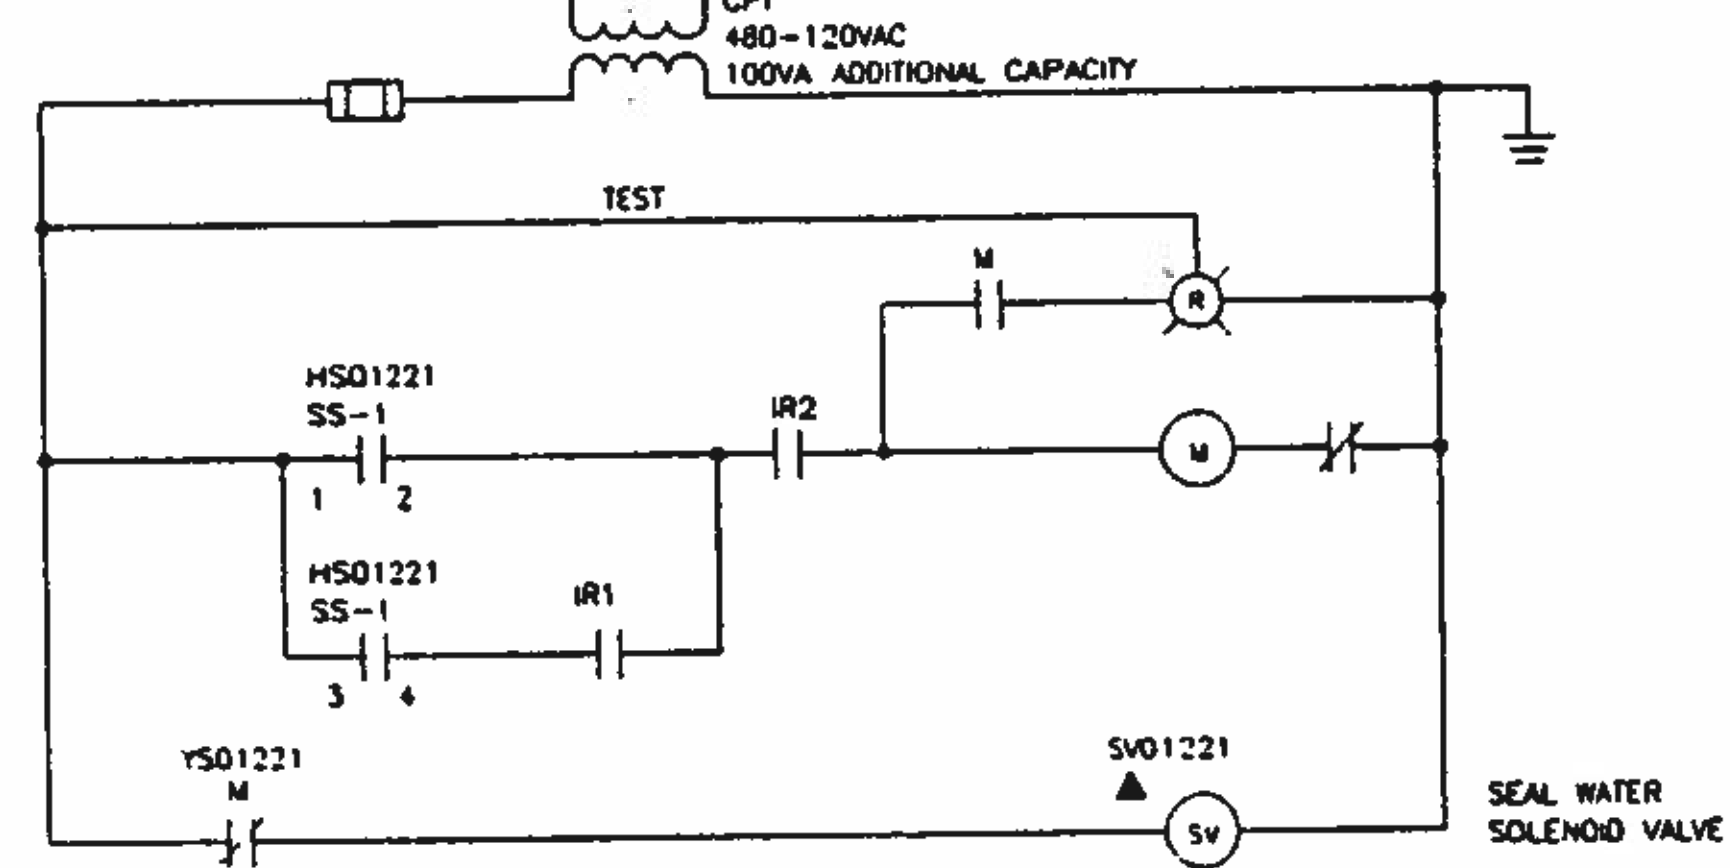 CPT
480-120VAC
100VA ADDITIONAL CAPACITY
TEST
M
R
HS01221
SS-1
1 2
IR2
M
HS01221
SS-1
3 4
IR1
YS01221
M
SV01221
SV
SEAL WATER
SOLENOID VALVE